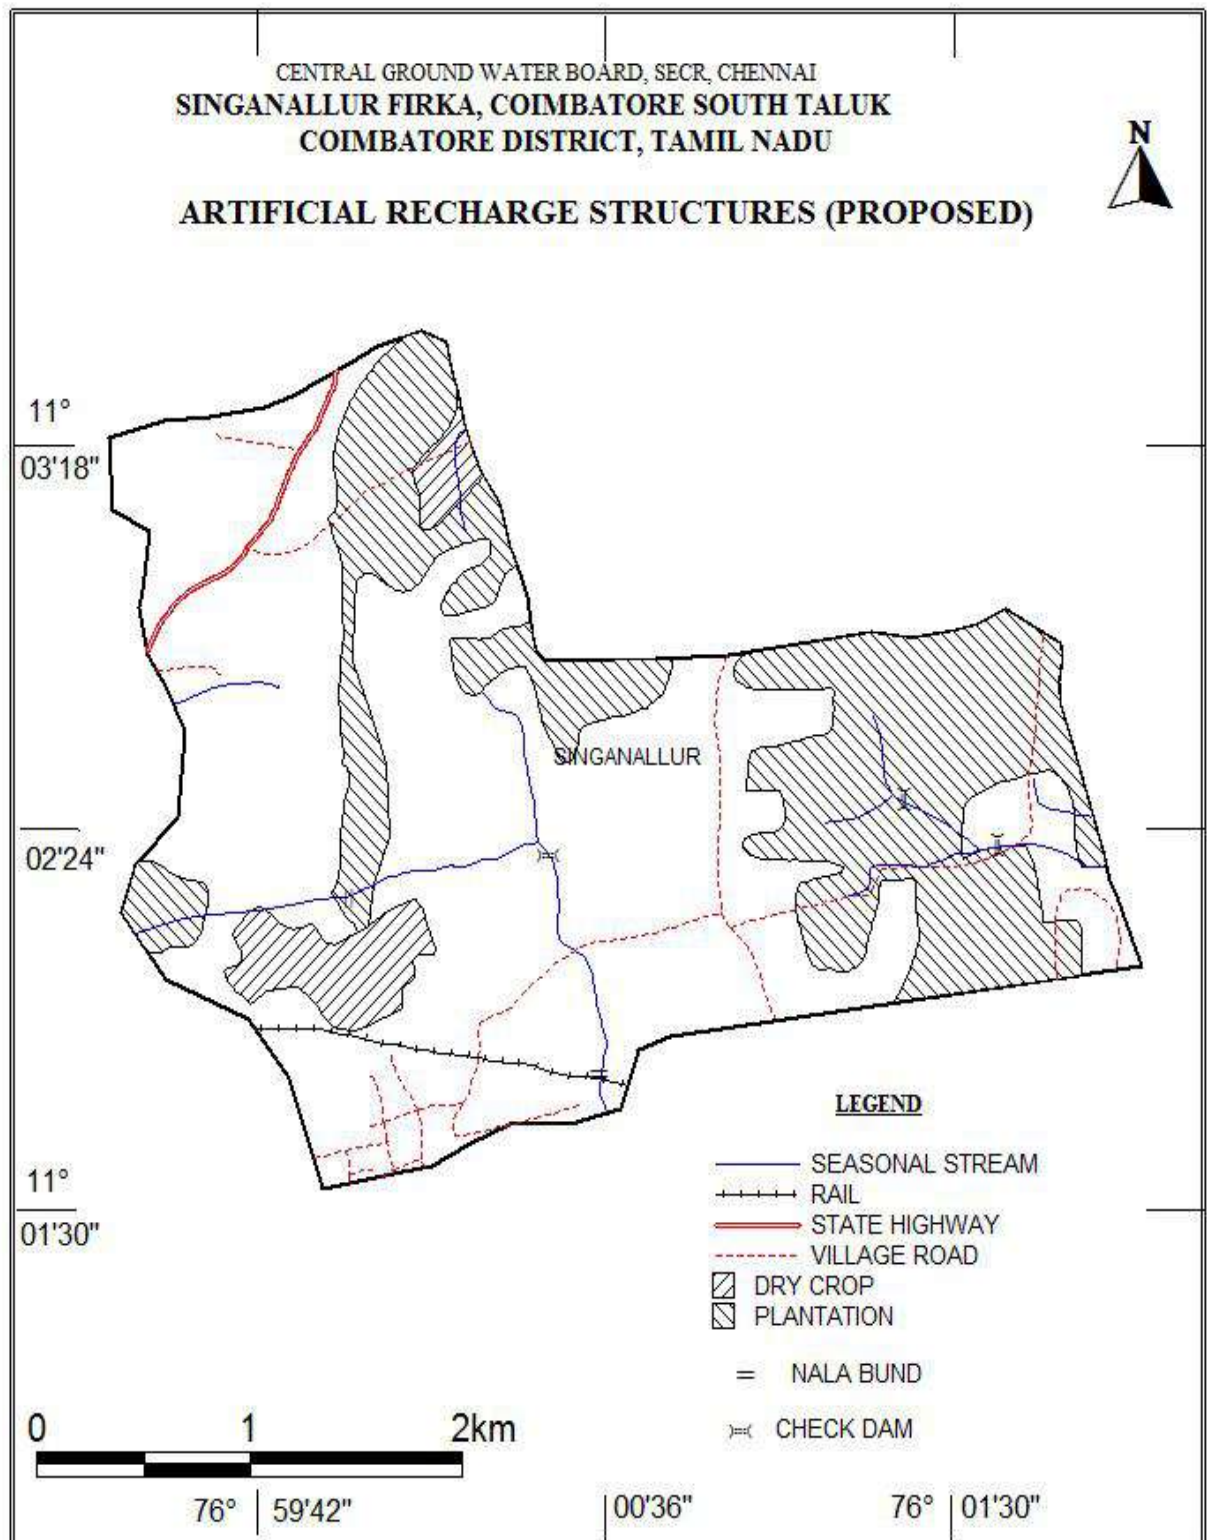 CENTRAL GROUND WATER BOARD, SECR, CHENNAI
SINGANALLUR FIRKA, COIMBATORE SOUTH TALUK
COIMBATORE DISTRICT, TAMIL NADU
N
ARTIFICIAL RECHARGE STRUCTURES (PROPOSED)
11°
03'18"
SINGANALLUR
02'24"
LEGEND
SEASONAL STREAM
RAIL
STATE HIGHWAY
VILLAGE ROAD
DRY CROP
PLANTATION
NALA BUND
CHECK DAM
11°
01'30"
0 1 2km
76° 59'42" 00'36" 76° 01'30"